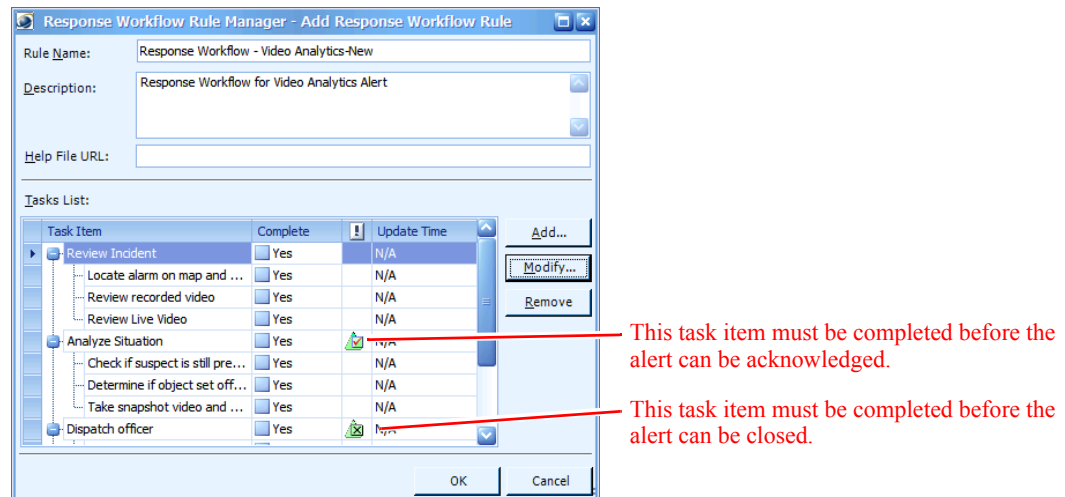 Response Workflow Rule Manager - Add Response Workflow Rule
Rule Name: Response Workflow - Video Analytics-New
Description: Response Workflow for Video Analytics Alert
Help File URL:
Tasks List:
Task Item Complete ! Update Time
Add...
Review Incident Yes N/A
Modify...
Locate alarm on map and ... Yes N/A
Review recorded video Yes N/A
Remove
Review Live Video Yes N/A
Analyze Situation Yes N/A
This task item must be completed before the
alert can be acknowledged.
Check if suspect is still pre... Yes N/A
Determine if object set off... Yes N/A
Take snapshot video and ... Yes N/A
This task item must be completed before the
alert can be closed.
Dispatch officer Yes N/A
OK Cancel